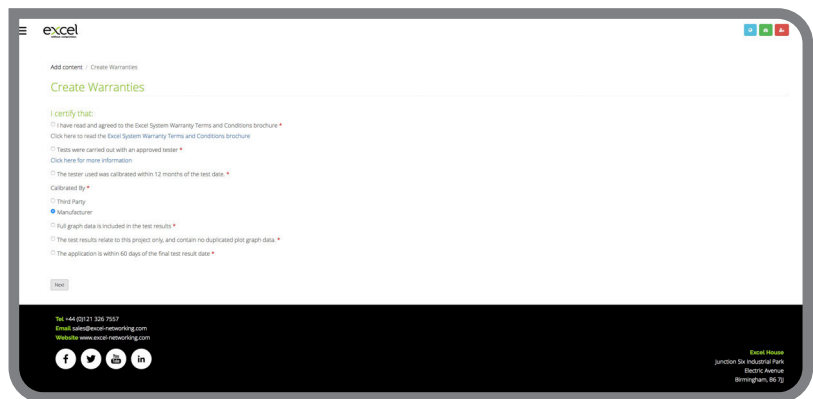 excel
without compromise
Add content / Create Warranties
Create Warranties
I certify that:
I have read and agreed to the Excel System Warranty Terms and Conditions brochure *
Click here to read the Excel System Warranty Terms and Conditions brochure
Tests were carried out with an approved tester *
Click here for more information
The tester used was calibrated within 12 months of the test date. *
Calibrated By *
Third Party
Manufacturer
Full graph data is included in the test results *
The test results relate to this project only, and contain no duplicated plot graph data. *
The application is within 60 days of the final test result date *
Next
Tel +44 (0)121 326 7557
Email sales@excel-networking.com
Website www.excel-networking.com
f You Tube in
Excel House
Junction Six Industrial Park
Electric Avenue
Birmingham, B6 7JJ